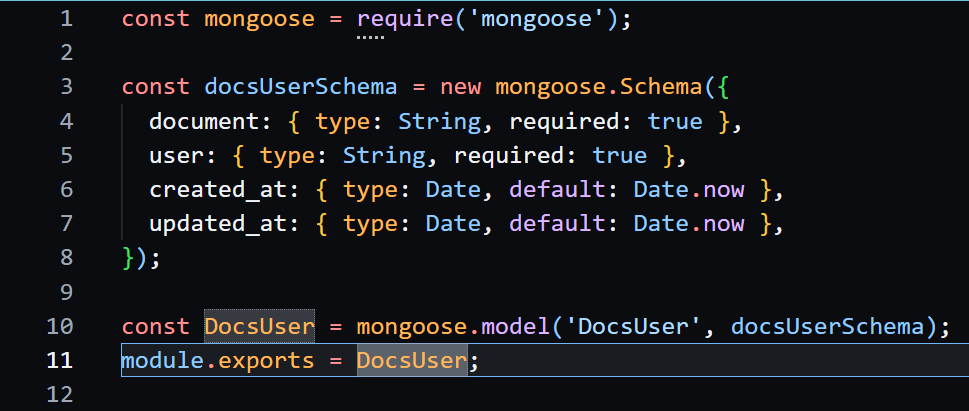 1 const mongoose = require('mongoose');
2
3 const docsUserSchema = new mongoose.Schema({
4   document: { type: String, required: true },
5   user: { type: String, required: true },
6   created_at: { type: Date, default: Date.now },
7   updated_at: { type: Date, default: Date.now },
8 });
9
10 const DocsUser = mongoose.model('DocsUser', docsUserSchema);
11 module.exports = DocsUser;
12